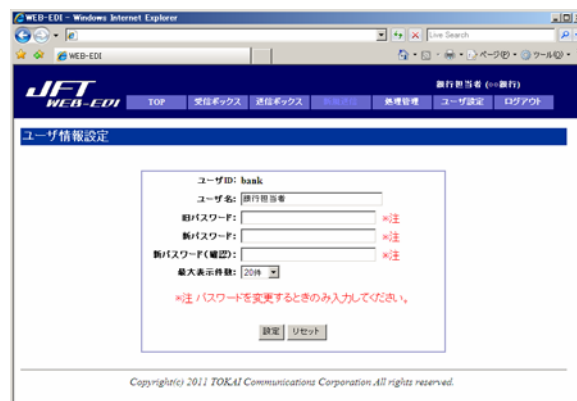 WEB-EDI - Windows Internet Explorer
Live Search
WEB-EDI
ページ(P)
ツール(O)
JFT
WEB-EDI
銀行担当者 (○○銀行)
TOP 受信ボックス 送信ボックス 新規送信 処理管理 ユーザ設定 ログアウト
ユーザ情報設定
ユーザID: bank
ユーザ名: 銀行担当者
旧パスワード: ※注
新パスワード: ※注
新パスワード(確認): ※注
最大表示件数: 20件
※注 パスワードを変更するときのみ入力してください。
設定 リセット
Copyright(c) 2011 TOKAI Communications Corporation All rights reserved.